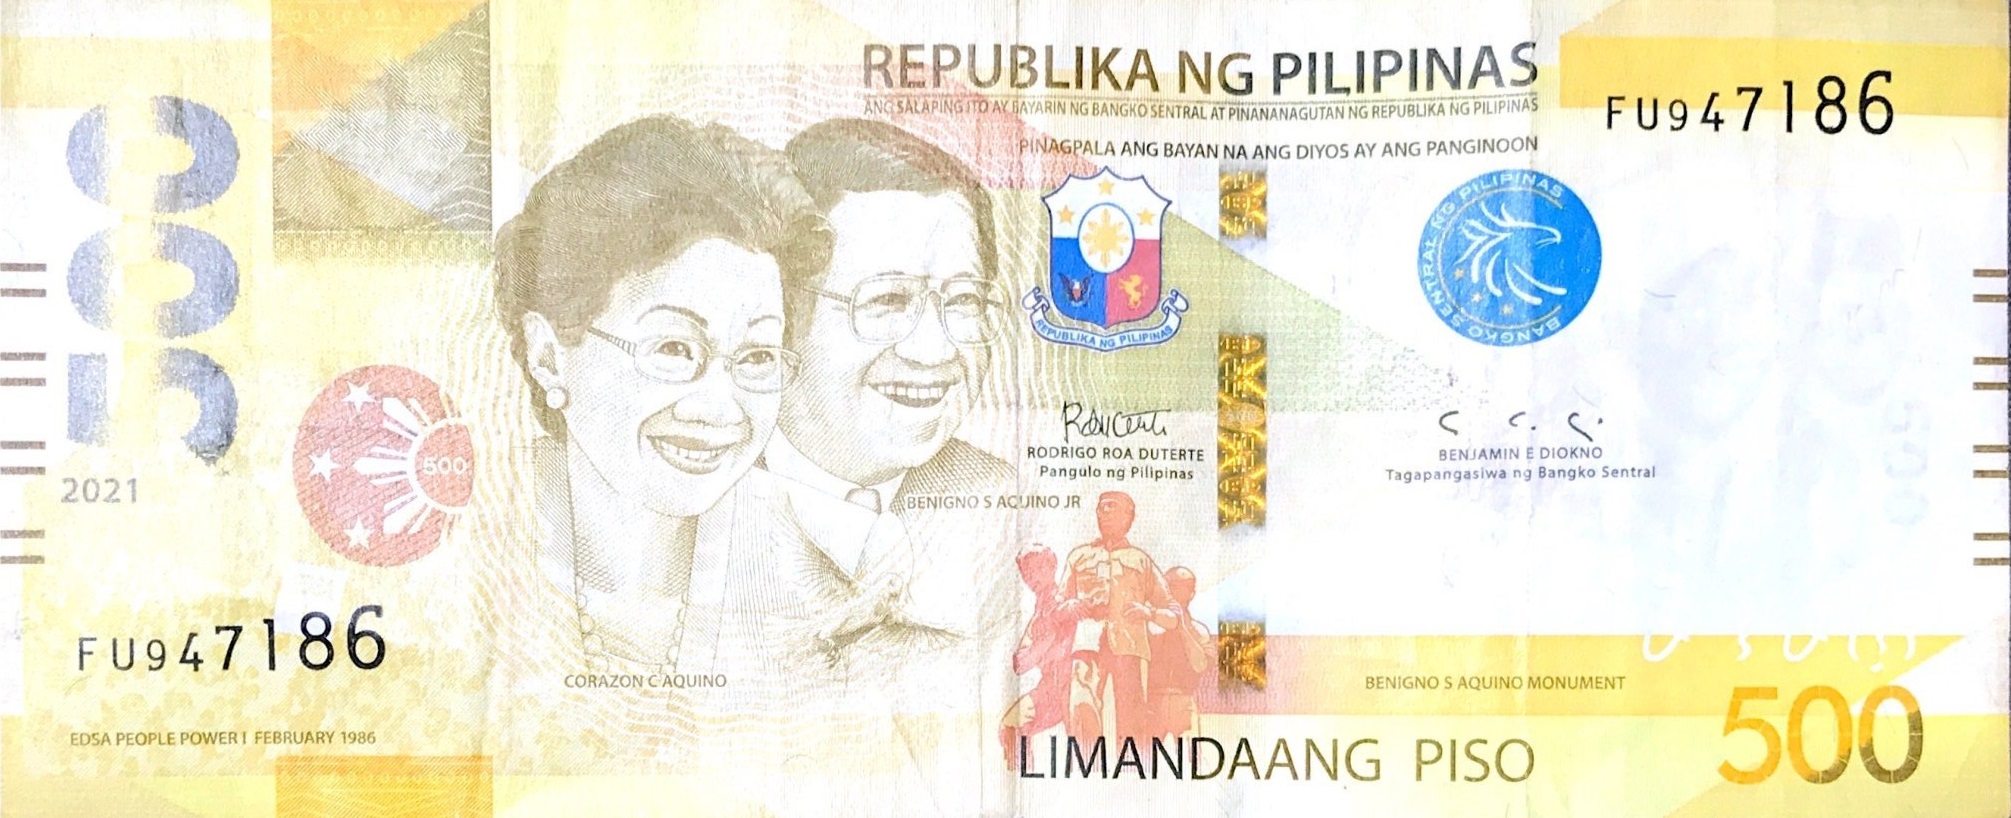 REPUBLIKA NG PILIPINAS
ANG SALAPING ITO AY BAYARIN NG BANGKO SENTRAL AT PINANANAGUTAN NG REPUBLIKA NG PILIPINAS
PINAGPALA ANG BAYAN NA ANG DIYOS AY ANG PANGINOON
FU947186
500
REPUBLIKA NG PILIPINAS
BANGKO SENTRAL NG PILIPINAS
RODRIGO ROA DUTERTE
Pangulo ng Pilipinas
BENJAMIN E DIOKNO
Tagapangasiwa ng Bangko Sentral
500
2021
BENIGNO S AQUINO JR
FU947186
CORAZON C AQUINO
BENIGNO S AQUINO MONUMENT
EDSA PEOPLE POWER I FEBRUARY 1986
LIMANDAANG PISO
500